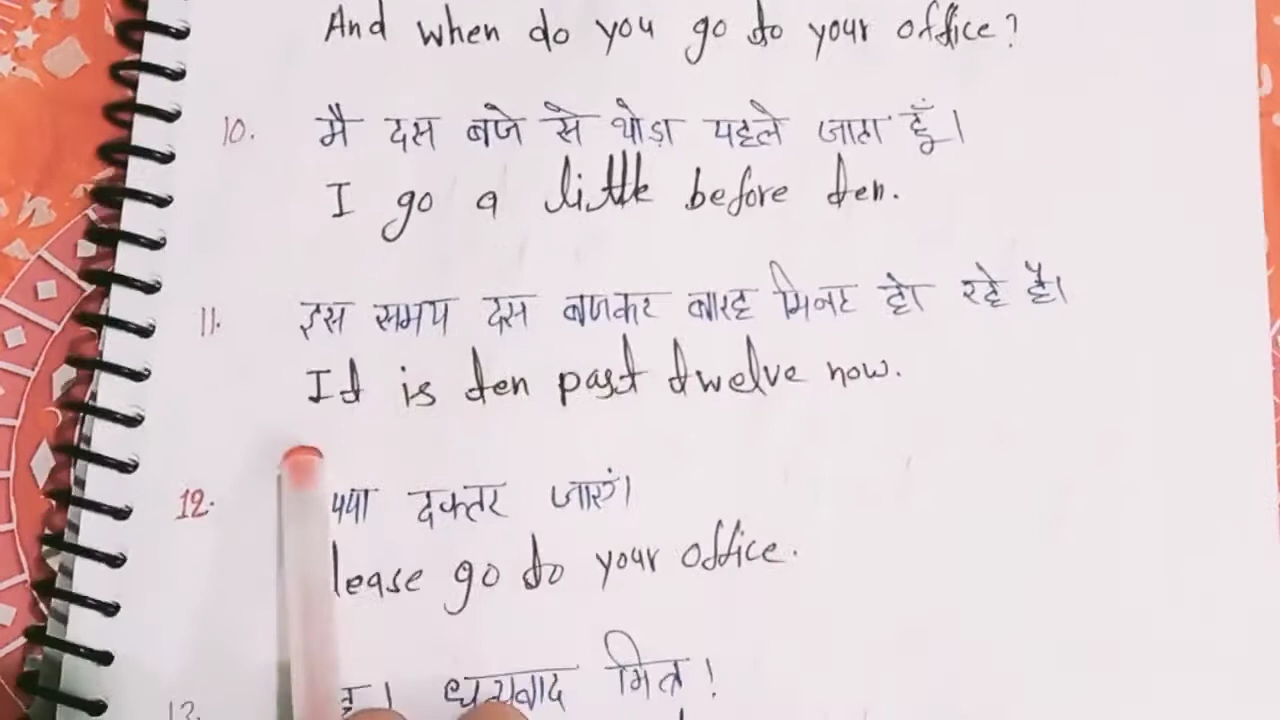 And when do you go to your office?
10. मै दस बजे से थोड़ा पहले जाता हूँ।
I go a little before ten.
11. इस समय दस बजकर बारह मिनट हो रहे है।
It is ten past twelve now.
12. दफ्तर जाएं।
lease go to your office.
13. धन्यवाद मित्र!